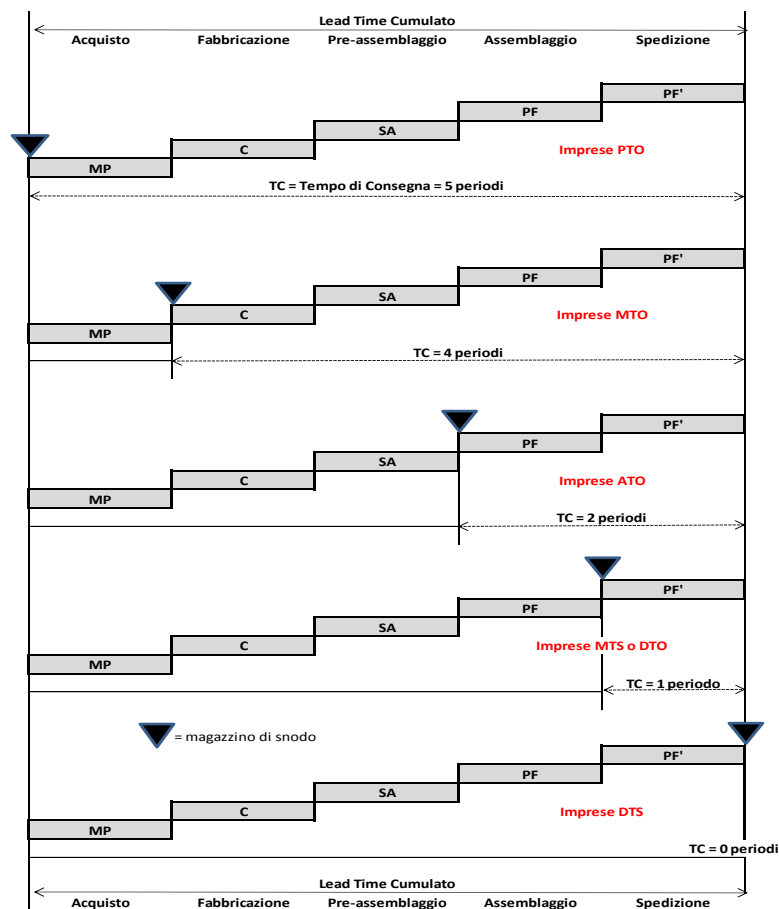 Lead Time Cumulato
Acquisto Fabbricazione Pre-assemblaggio Assemblaggio Spedizione
PF'
PF
SA
C
Imprese PTO
MP
TC = Tempo di Consegna = 5 periodi
PF'
PF
SA
C
Imprese MTO
MP
TC = 4 periodi
PF'
PF
SA
C
Imprese ATO
MP
TC = 2 periodi
PF'
PF
SA
C
Imprese MTS o DTO
MP
TC = 1 periodo
= magazzino di snodo
PF'
PF
SA
C
Imprese DTS
MP
TC = 0 periodi
Lead Time Cumulato
Acquisto Fabbricazione Pre-assemblaggio Assemblaggio Spedizione